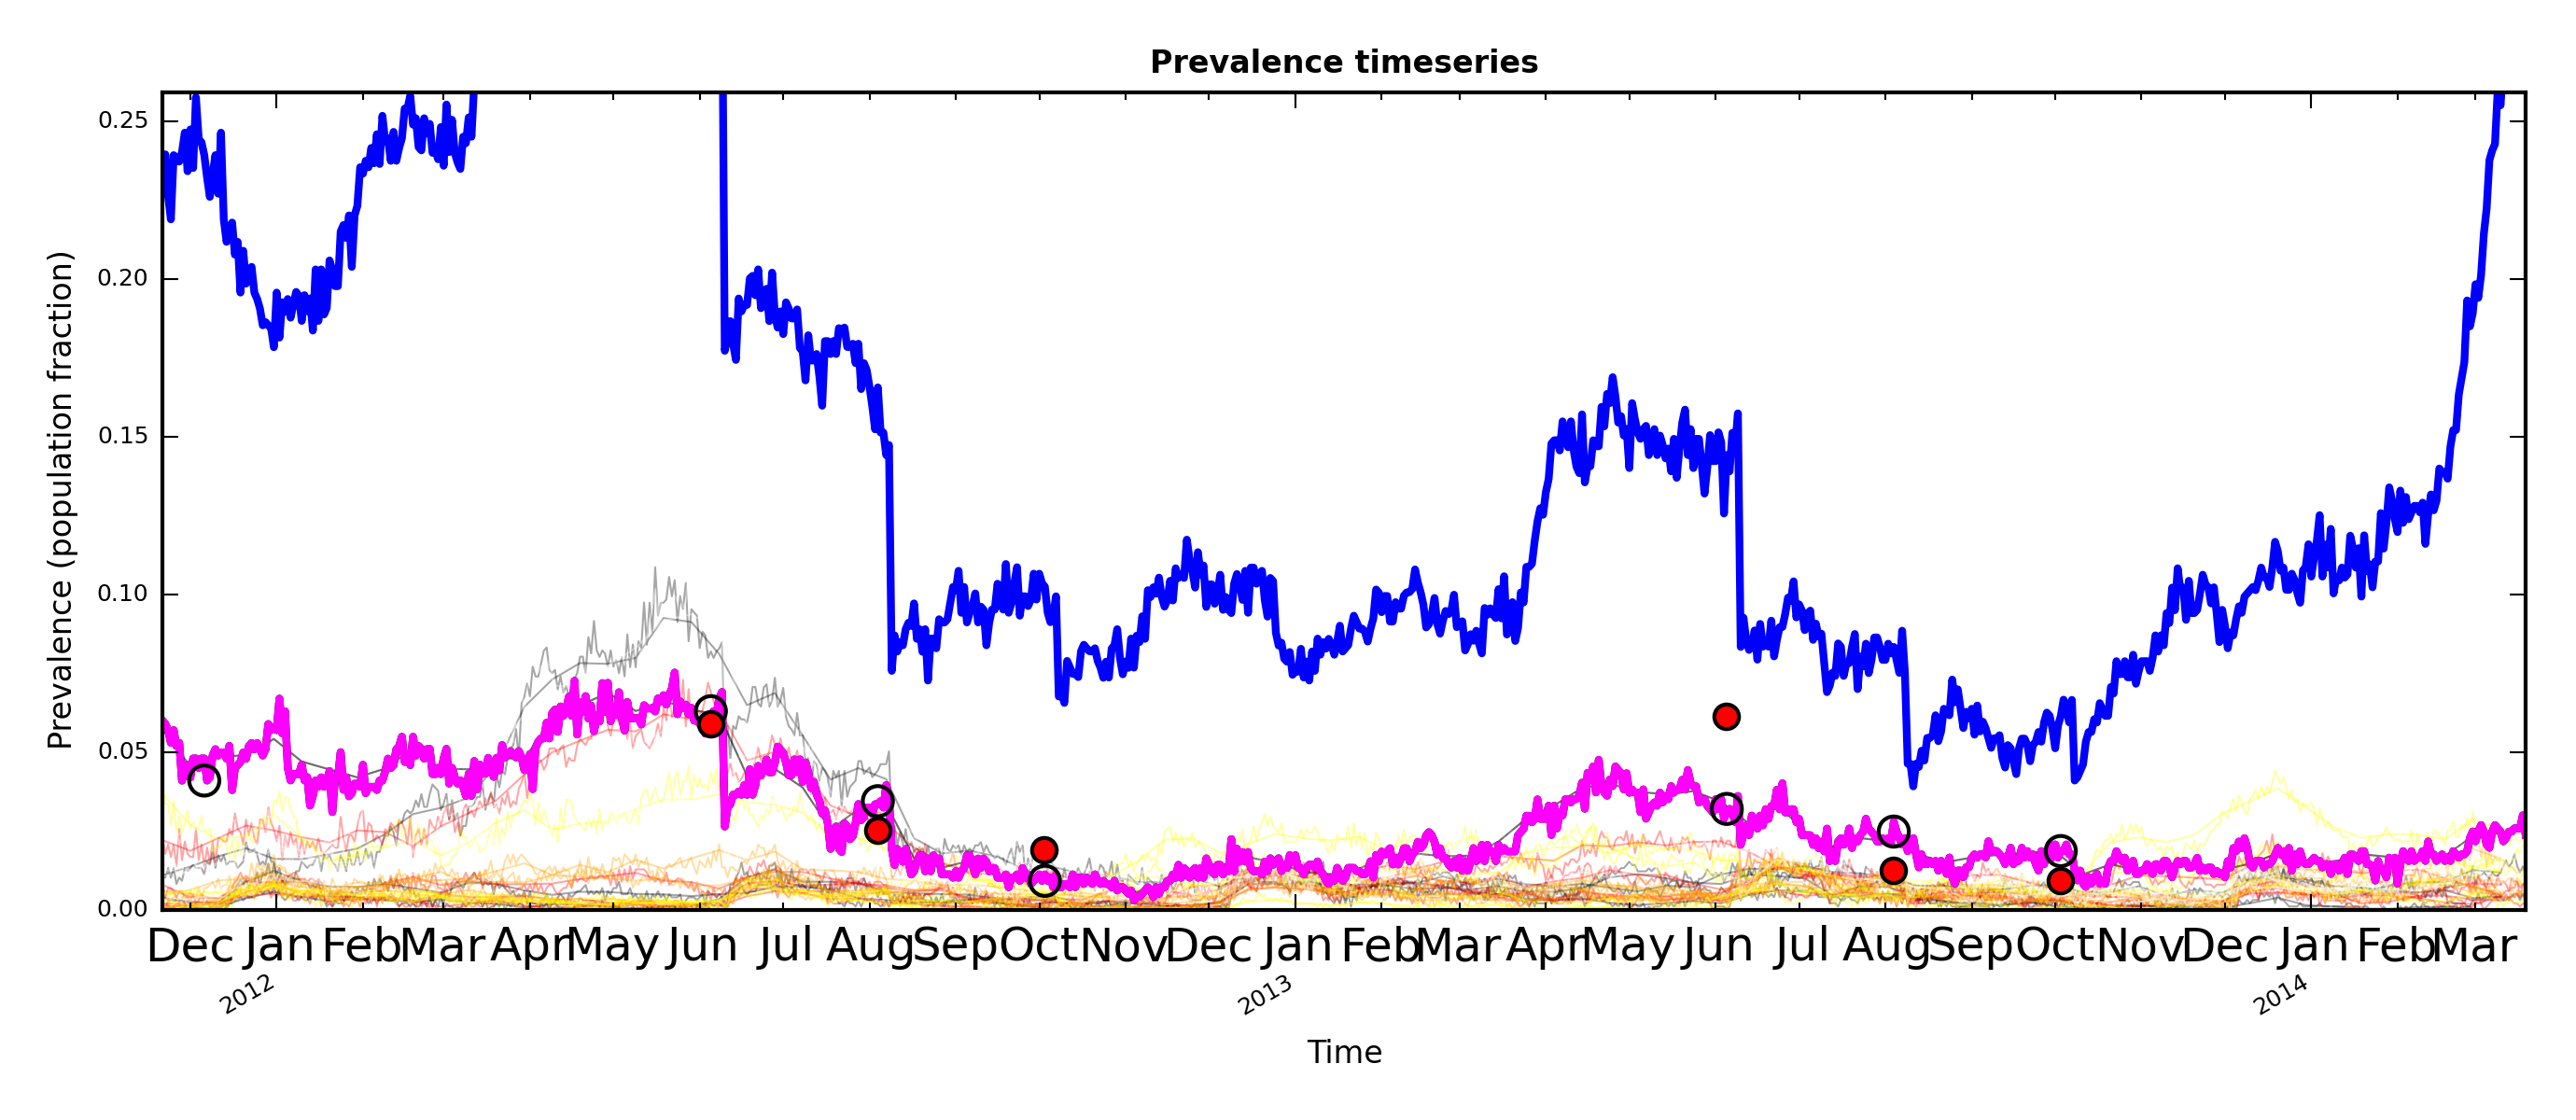 Prevalence timeseries
Prevalence (population fraction)
0.25
0.20
0.15
0.10
0.05
0.00
Dec Jan Feb Mar Apr May Jun Jul Aug Sep Oct Nov Dec Jan Feb Mar Apr May Jun Jul Aug Sep Oct Nov Dec Jan Feb Mar
2012 2013 2014
Time